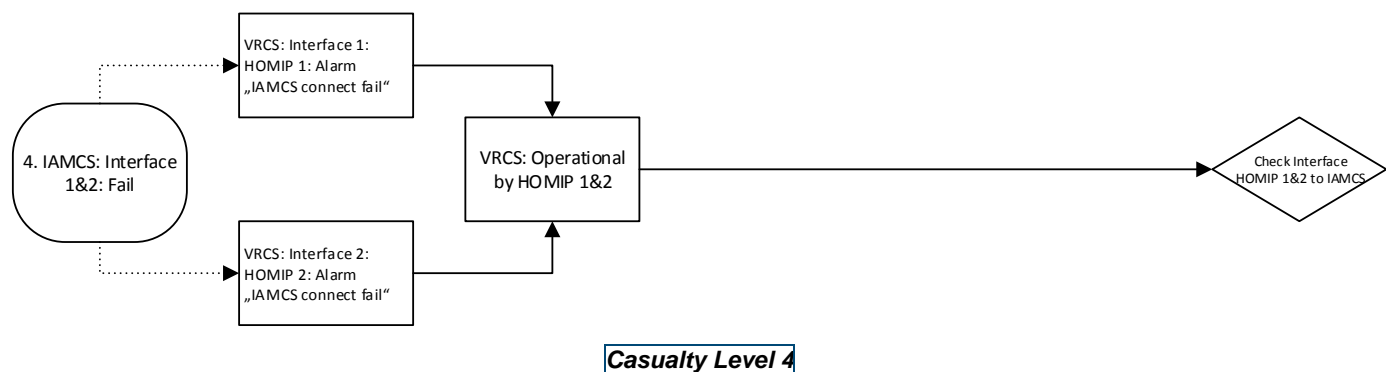 VRCS: Interface 1:
HOMIP 1: Alarm
„IAMCS connect fail“
4. IAMCS: Interface
1&2: Fail
VRCS: Operational
by HOMIP 1&2
Check Interface
HOMIP 1&2 to IAMCS
VRCS: Interface 2:
HOMIP 2: Alarm
„IAMCS connect fail“
Casualty Level 4